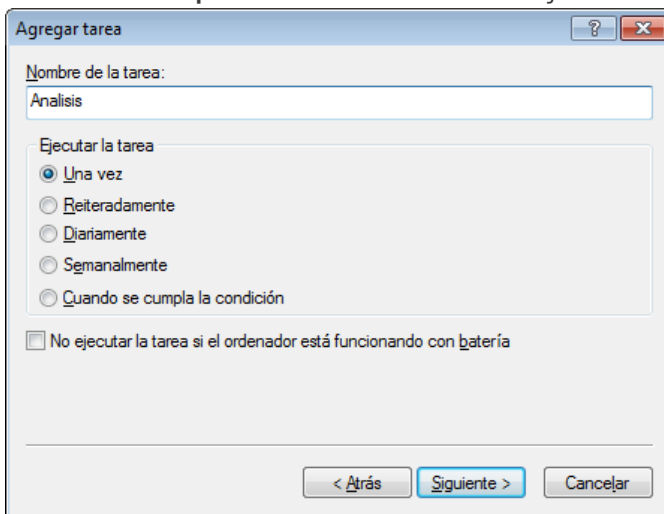 Agregar tarea
Nombre de la tarea:
Analisis
Ejecutar la tarea
Una vez
Reiteradamente
Diariamente
Semanalmente
Cuando se cumpla la condición
No ejecutar la tarea si el ordenador está funcionando con batería
< Atrás
Siguiente >
Cancelar